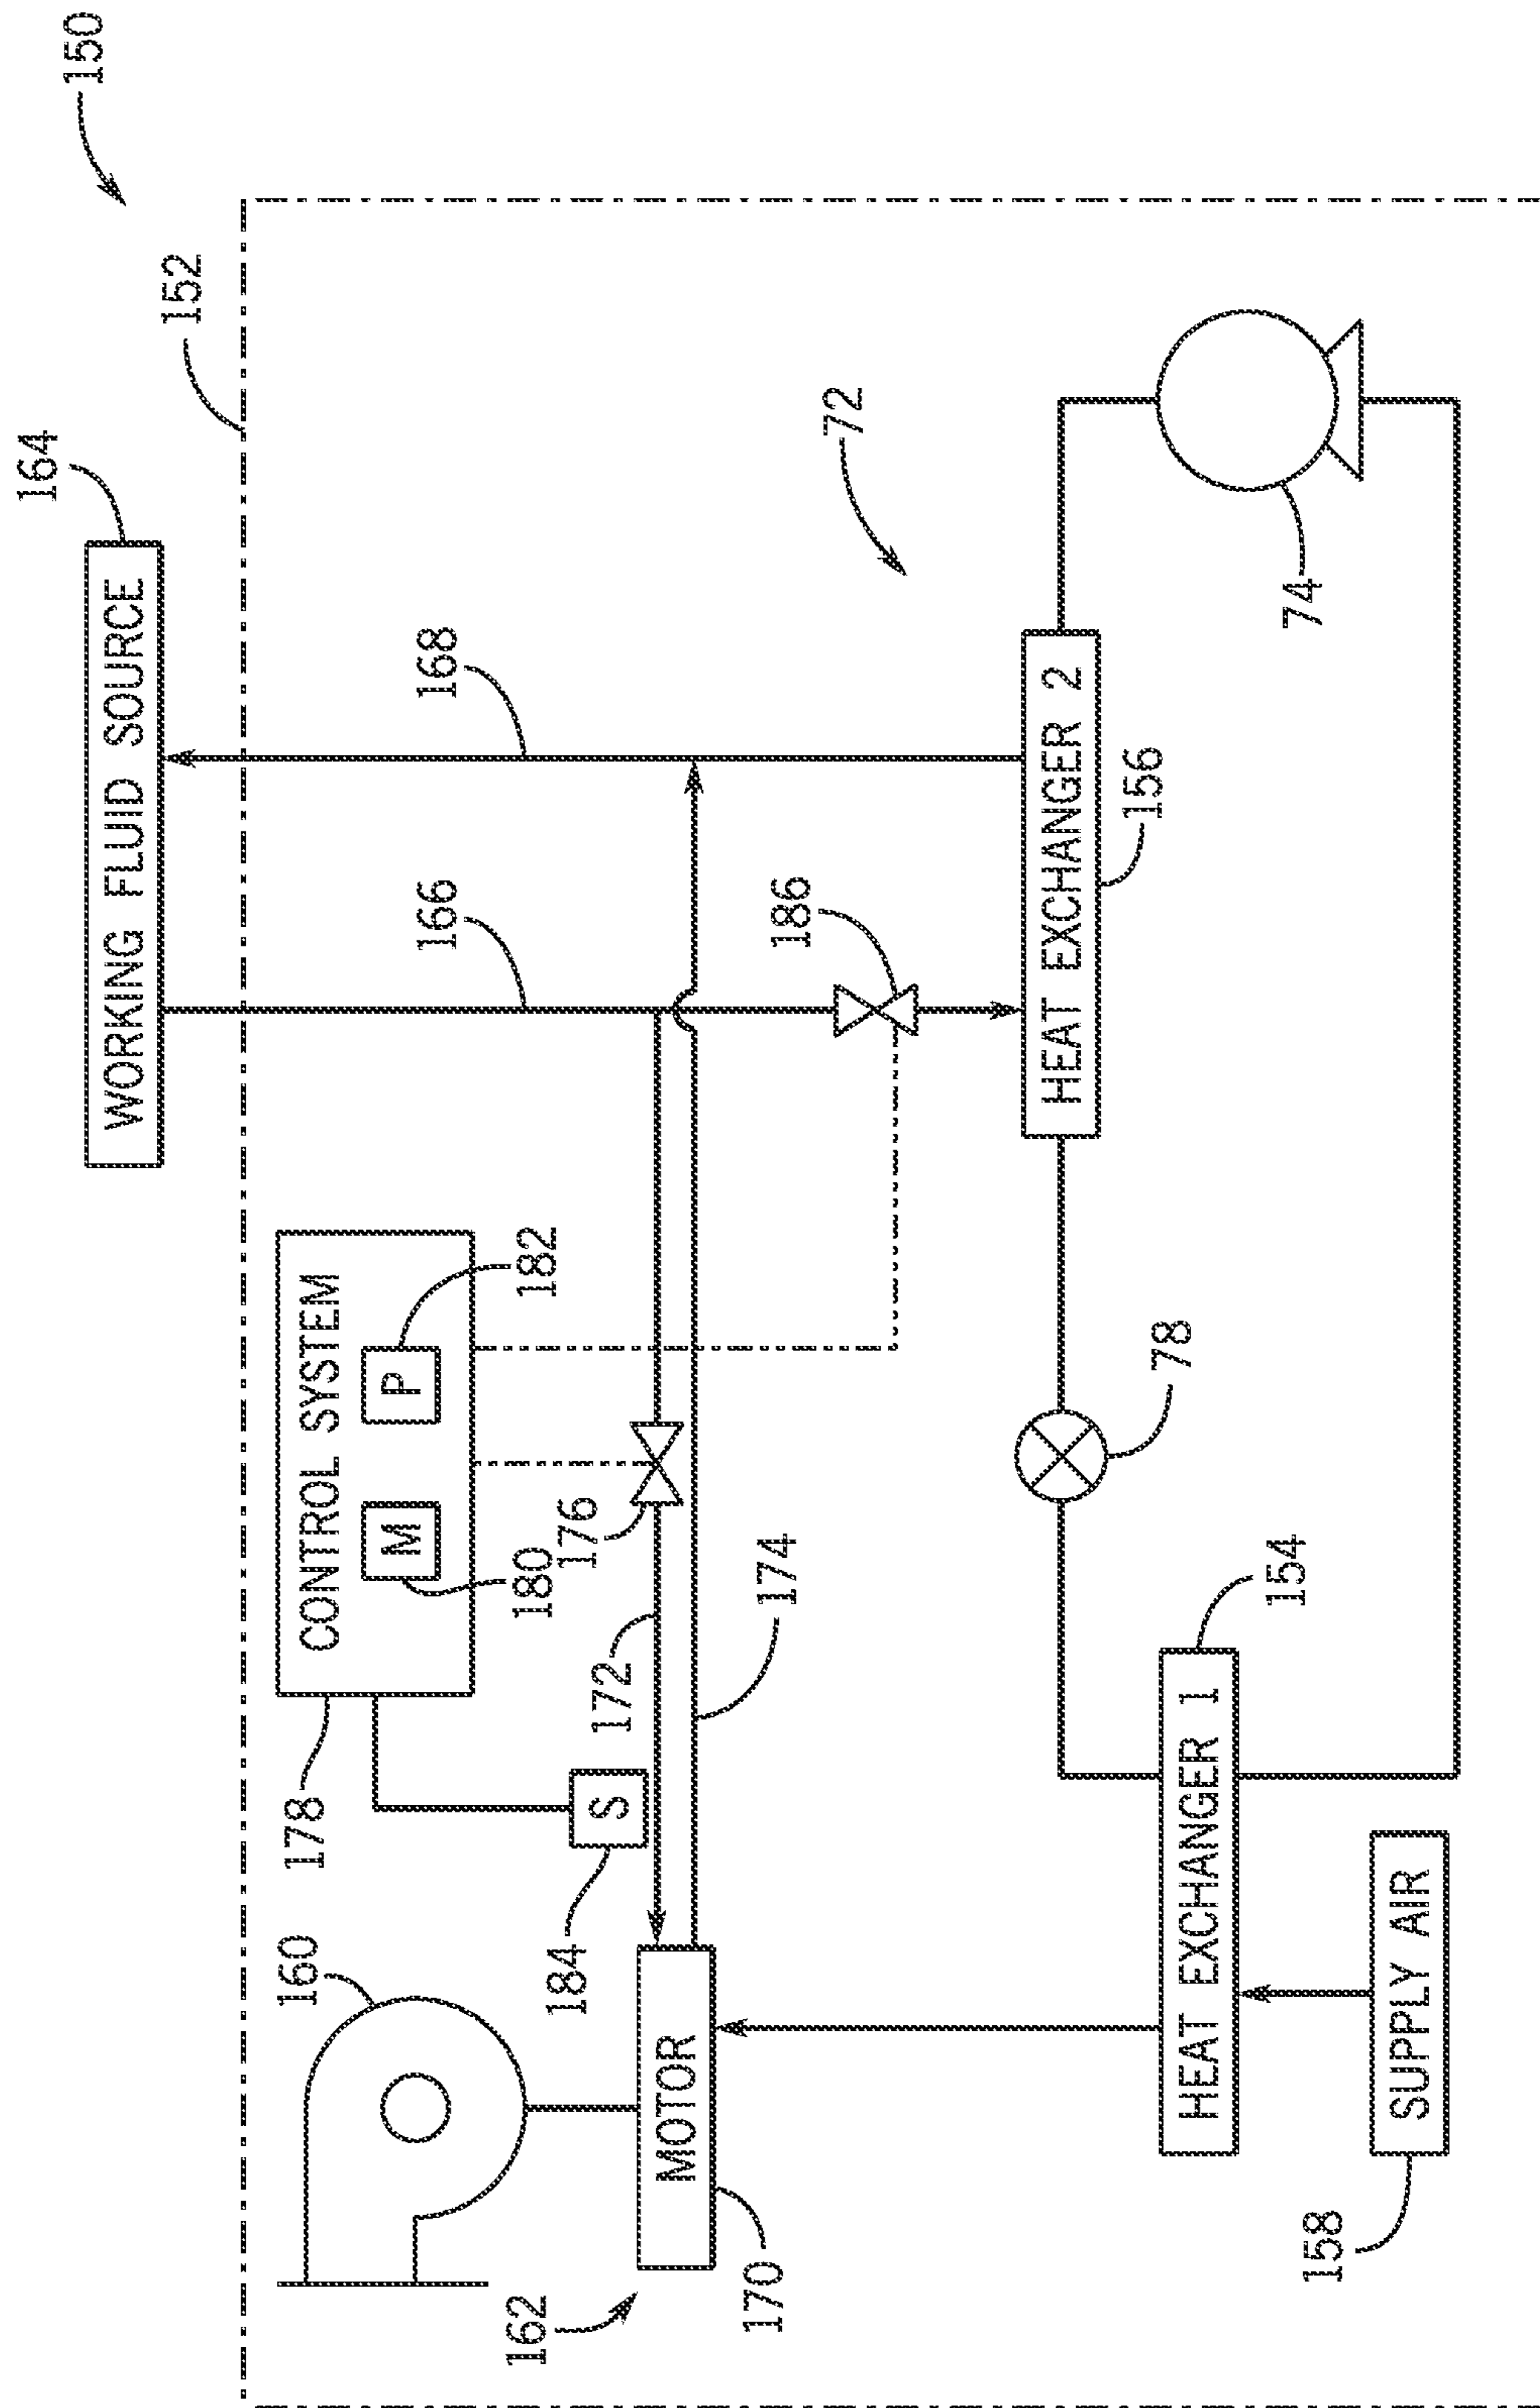 150
152
164
WORKING FLUID SOURCE
168
166
72
186
74
HEAT EXCHANGER 2
156
CONTROL SYSTEM
M
P
182
180
176
78
172
174
178
S
184
160
MOTOR
162
170
154
HEAT EXCHANGER 1
SUPPLY AIR
158